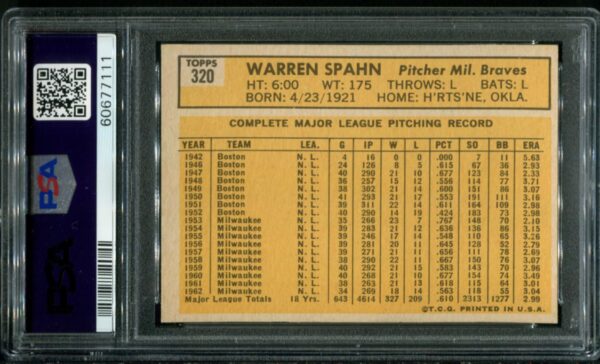 TOPPS
320
WARREN SPAHN Pitcher Mil. Braves
HT: 6:00 WT: 175 THROWS: L BATS: L
BORN: 4/23/1921 HOME: H'RTS'NE, OKLA.
COMPLETE MAJOR LEAGUE PITCHING RECORD
YEAR TEAM LEA. G IP W L PCT SO BB ERA
1942 Boston N. L. 4 16 0 0 .000 7 11 5.63
1946 Boston N. L. 24 126 8 5 .615 67 36 2.93
1947 Boston N. L. 40 290 21 10 .677 123 84 2.33
1948 Boston N. L. 36 257 15 12 .556 114 77 3.71
1949 Boston N. L. 38 302 21 14 .600 151 86 3.07
1950 Boston N. L. 41 293 21 17 .553 191 111 3.16
1951 Boston N. L. 39 311 22 14 .611 164 109 2.98
1952 Boston N. L. 40 290 14 19 .424 183 73 2.98
1953 Milwaukee N. L. 35 266 23 7 .767 148 70 2.10
1954 Milwaukee N. L. 39 283 21 12 .636 136 86 3.15
1955 Milwaukee N. L. 39 246 17 14 .548 110 65 3.26
1956 Milwaukee N. L. 39 281 20 11 .645 128 52 2.79
1957 Milwaukee N. L. 39 271 21 11 .656 111 78 2.69
1958 Milwaukee N. L. 38 290 22 11 .667 150 76 3.07
1959 Milwaukee N. L. 40 292 21 15 .583 143 70 2.96
1960 Milwaukee N. L. 40 268 21 10 .677 154 74 3.49
1961 Milwaukee N. L. 38 263 21 13 .618 115 64 3.01
1962 Milwaukee N. L. 34 269 18 14 .563 118 55 3.04
Major League Totals 18 Yrs. 643 4614 327 209 .610 2313 1277 2.99
©T.C.G. PRINTED IN U.S.A.
60677111
PSA
PSA